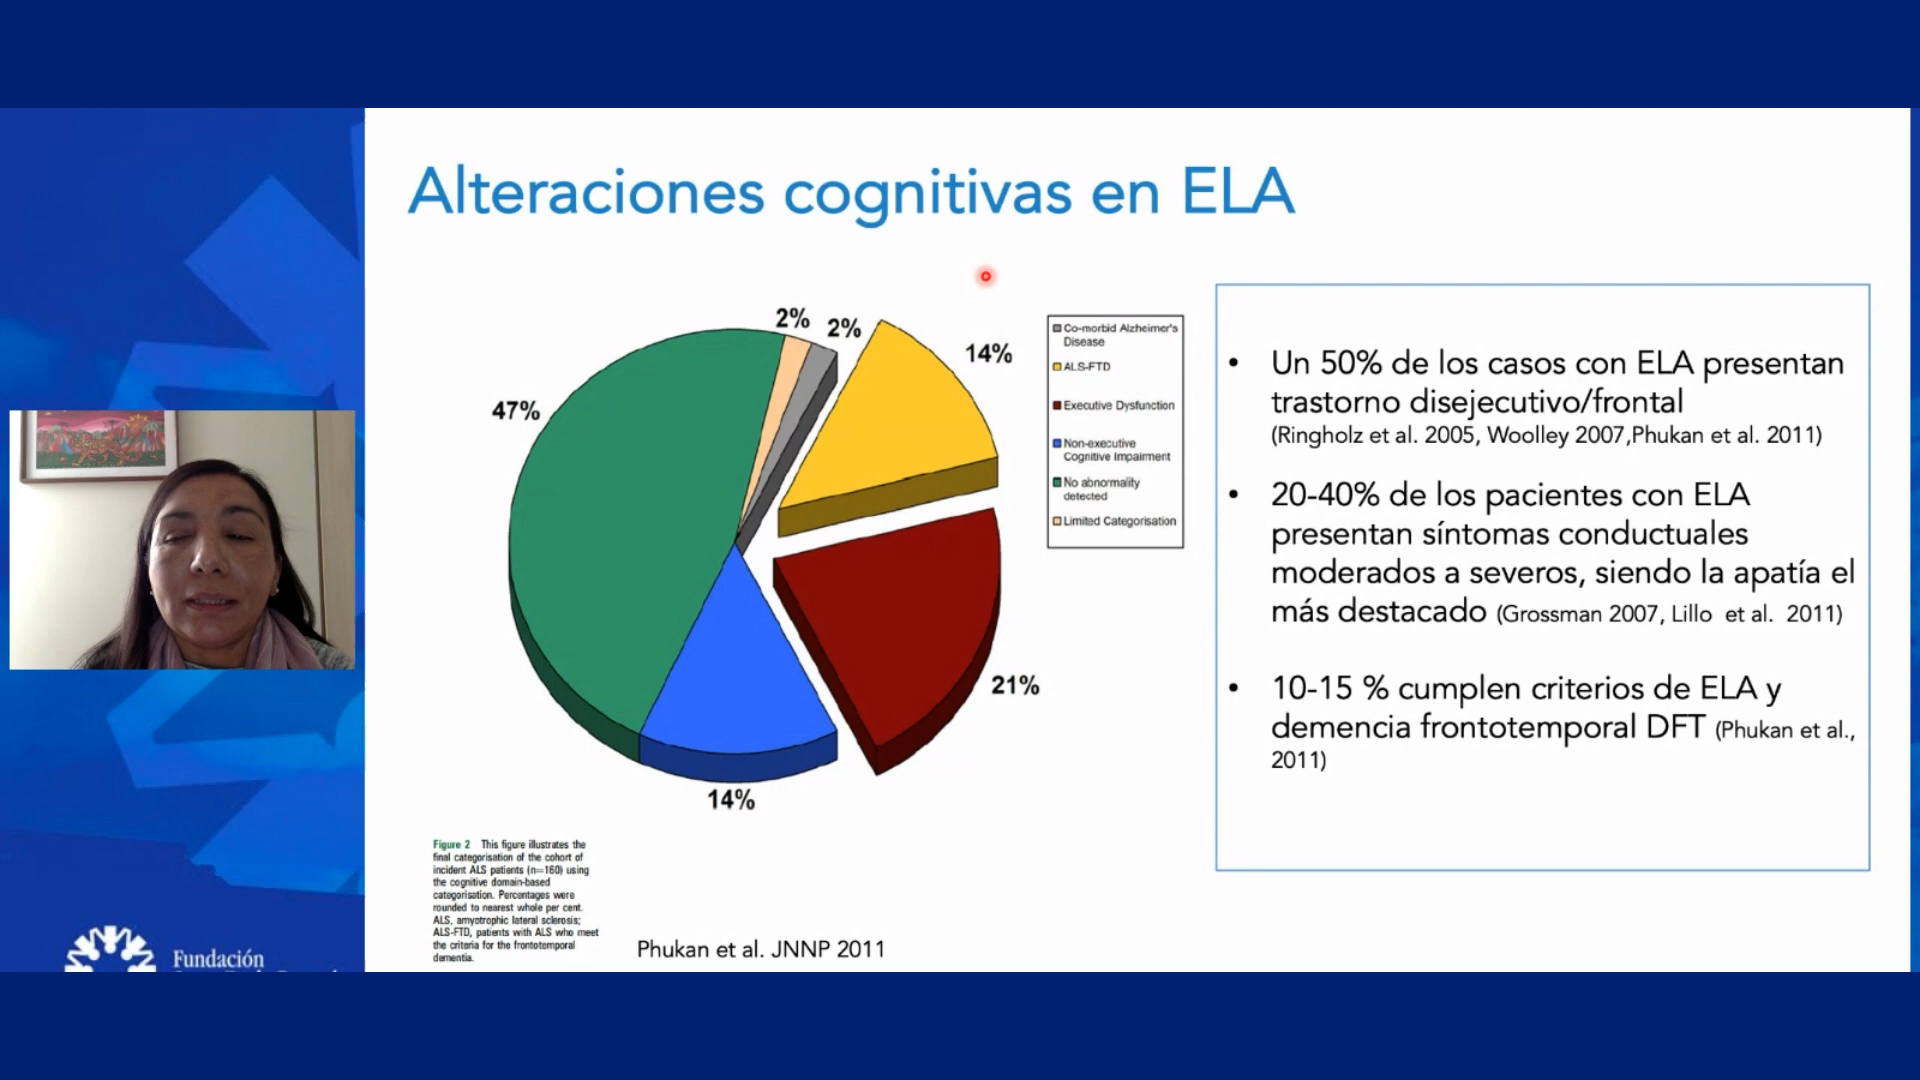 Alteraciones cognitivas en ELA
2%
2%
14%
47%
21%
14%
Co-morbid Alzheimer's
Disease
ALS-FTD
Executive Dysfunction
Non-executive
Cognitive Impairment
No abnormality
detected
Limited Categorisation
• Un 50% de los casos con ELA presentan
trastorno disejecutivo/frontal
(Ringholz et al. 2005, Woolley 2007,Phukan et al. 2011)
• 20-40% de los pacientes con ELA
presentan síntomas conductuales
moderados a severos, siendo la apatía el
más destacado (Grossman 2007, Lillo et al. 2011)
• 10-15 % cumplen criterios de ELA y
demencia frontotemporal DFT (Phukan et al.,
2011)
Figure 2 This figure illustrates the
final categorisation of the cohort of
incident ALS patients (n=160) using
the cognitive domain-based
categorisation. Percentages were
rounded to nearest whole per cent.
ALS, amyotrophic lateral sclerosis;
ALS-FTD, patients with ALS who meet
the criteria for the frontotemporal
dementia.
Phukan et al. JNNP 2011
Fundación